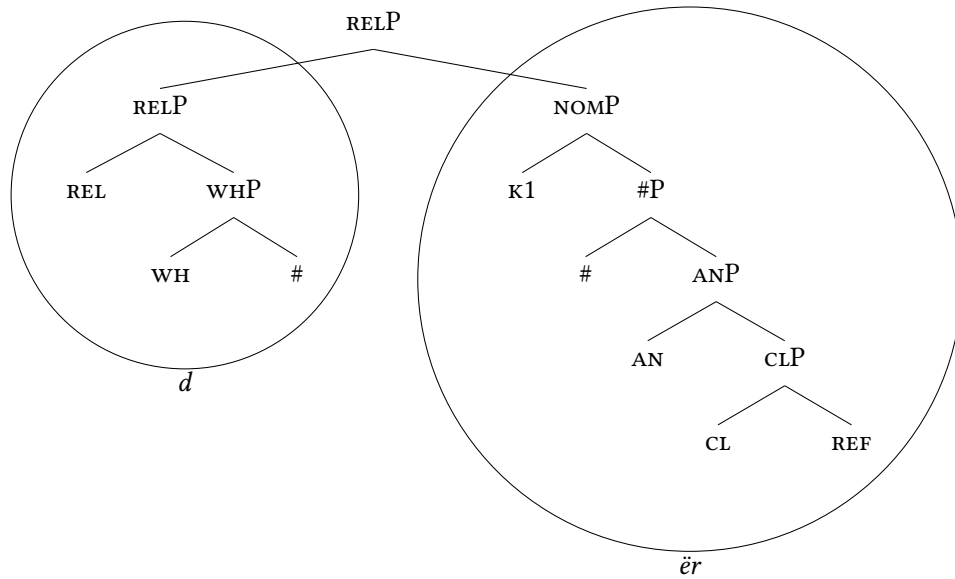 RELP
RELP NOMP
REL WHP K1 #P
WH # # ANP
AN CLP
d
CL REF
ër